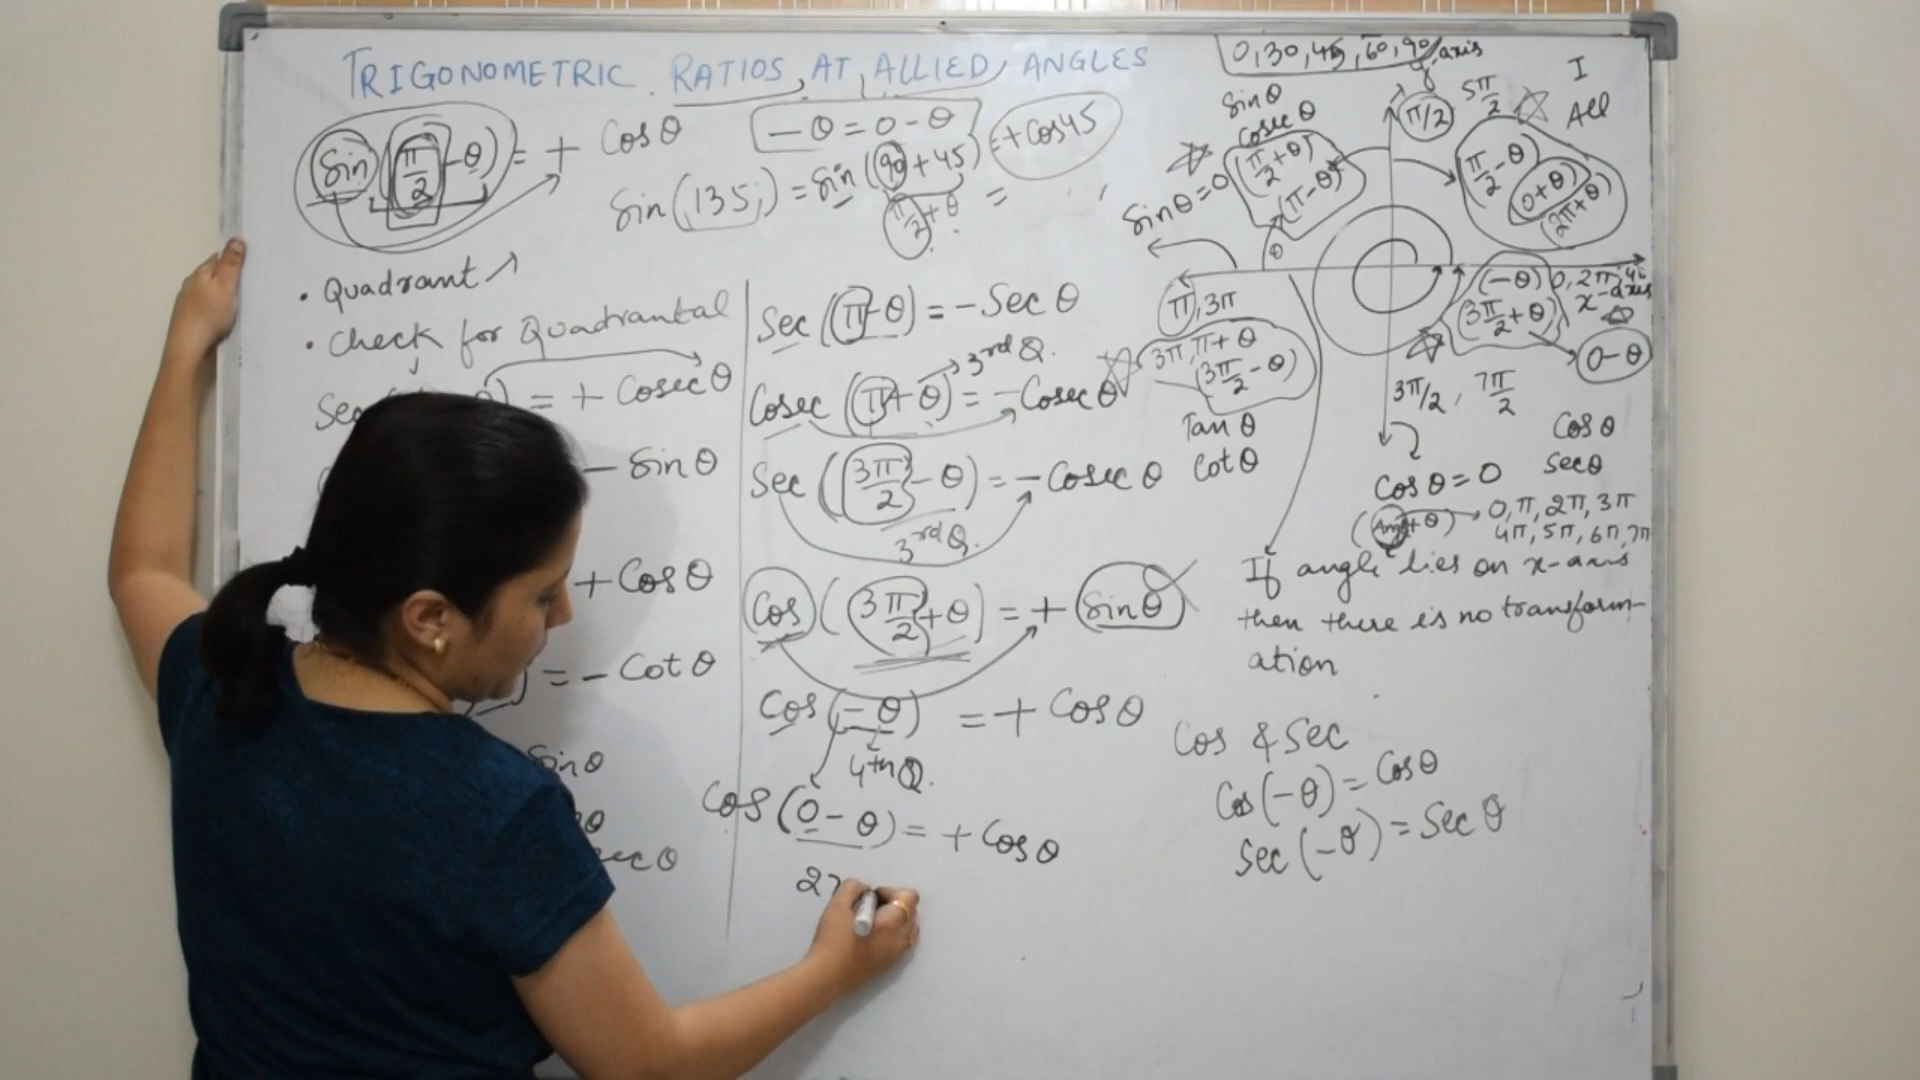 TRIGONOMETRIC RATIOS AT ALLIED ANGLES
sin (π/2 - θ) = + cos θ
- θ = 0 - θ
sin (135) = sin (90 + 45) = + cos 45
π/2 + θ =
• Quadrant
• Check for Quadrantal
Sec θ) = + Cosec θ
- sin θ
+ cos θ
) = - cot θ
sin θ
θ
sec θ
Sec (π - θ) = - Sec θ
3rd Q.
Cosec (π + θ) = - Cosec θ
Sec (3π/2 - θ) = - Cosec θ
3rd Q.
Cos (3π/2 + θ) = + sin θ
Cos (- θ) = + Cos θ
4th Q.
Cos (0 - θ) = + Cos θ
0, 30, 45, 60, 90
y axis
sin θ
cosec θ
π/2
5π/2
I
All
(π/2 + θ)
(π - θ)
sin θ = 0
θ
π/2 - θ
(0 + θ)
(2π + θ)
π, 3π
(- θ)
0, 2π, 4π
x-axis
(3π/2 + θ)
0 - θ
3π, π + θ
(3π/2 - θ)
Tan θ
cot θ
3π/2, 7π/2
cos θ
sec θ
cos θ = 0
(Ang + θ) → 0, π, 2π, 3π
4π, 5π, 6π, 7π
If angle lies on x-axis
then there is no transform-
ation
Cos & Sec
Cos (- θ) = Cos θ
Sec (- θ) = Sec θ